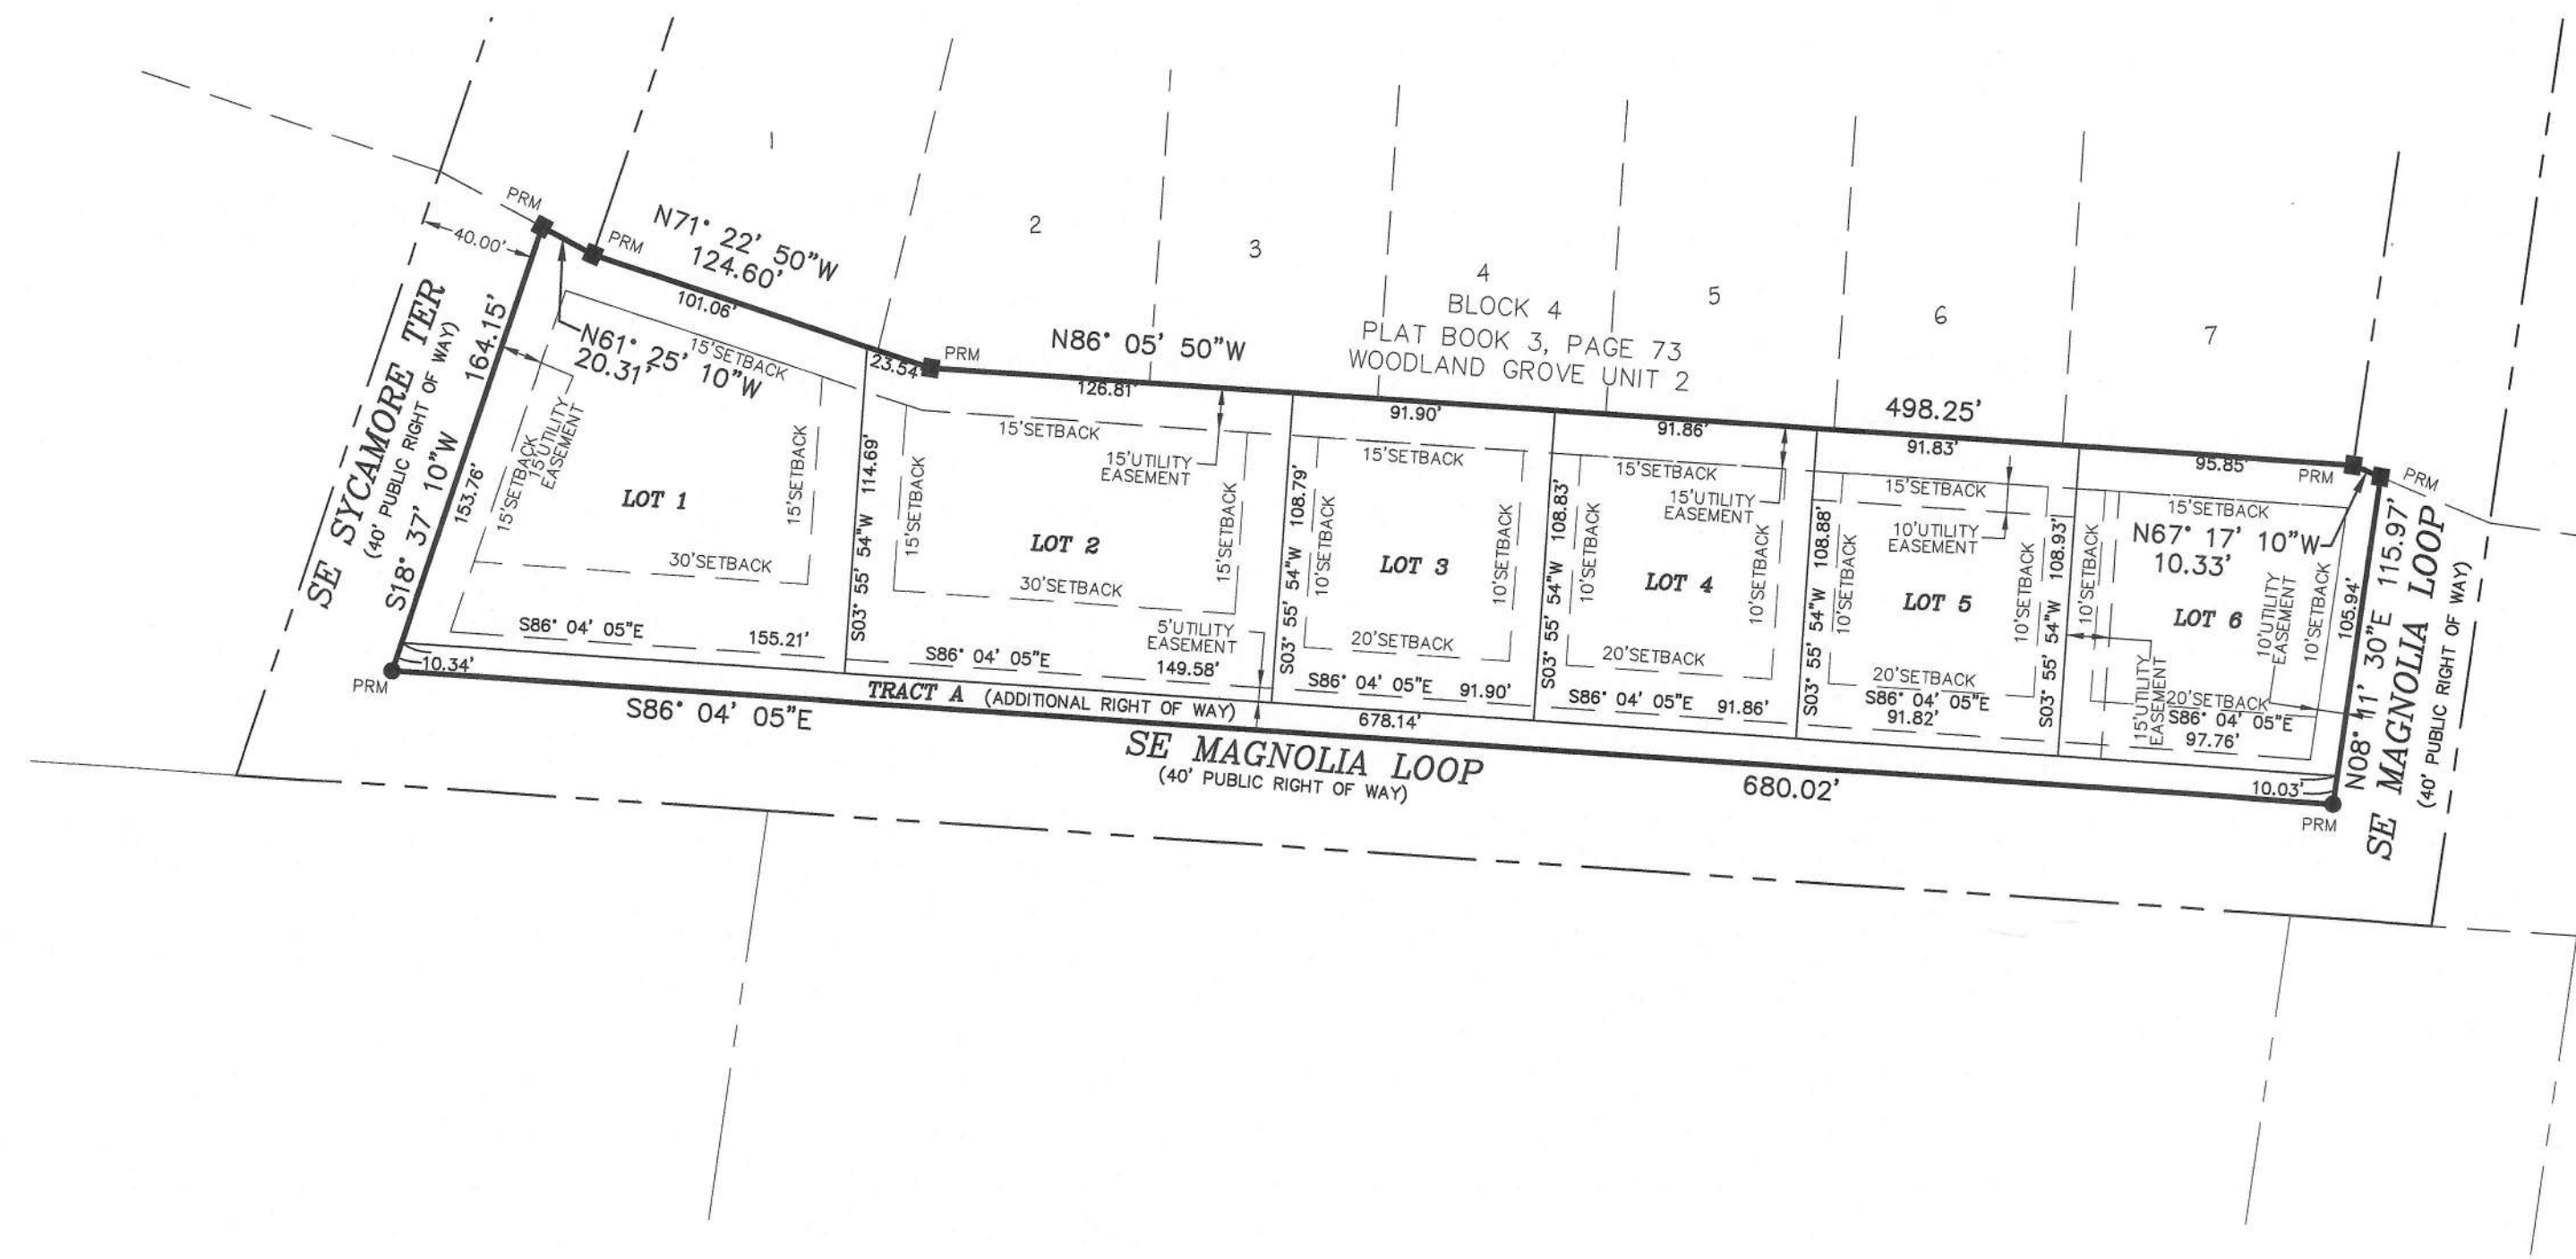 PRM
PRM
40.00'
N71° 22' 50"W
124.60'
101.06'
1
2
3
4
BLOCK 4
PLAT BOOK 3, PAGE 73
WOODLAND GROVE UNIT 2
5
6
7
SE SYCAMORE TER
(40' PUBLIC RIGHT OF WAY)
S18° 37' 10"W
164.15'
153.76'
N61° 25' 10"W
20.31'
15'SETBACK
15'SETBACK
15'UTILITY
EASEMENT
15'SETBACK
LOT 1
30'SETBACK
S86° 04' 05"E
155.21'
10.34'
PRM
23.54'
PRM
N86° 05' 50"W
126.81'
S03° 55' 54"W
114.69'
15'SETBACK
15'SETBACK
15'UTILITY
EASEMENT
15'SETBACK
LOT 2
30'SETBACK
5'UTILITY
EASEMENT
S86° 04' 05"E
149.58'
S03° 55' 54"W
108.79'
91.90'
15'SETBACK
10'SETBACK
10'SETBACK
LOT 3
20'SETBACK
S86° 04' 05"E
91.90'
S03° 55' 54"W
108.83'
91.86'
15'SETBACK
15'UTILITY
EASEMENT
10'SETBACK
10'SETBACK
LOT 4
20'SETBACK
S86° 04' 05"E
91.86'
S03° 55' 54"W
108.88'
498.25'
91.83'
15'SETBACK
10'UTILITY
EASEMENT
10'SETBACK
10'SETBACK
LOT 5
20'SETBACK
S86° 04' 05"E
91.82'
S03° 55' 54"W
108.93'
95.85'
PRM
PRM
15'SETBACK
N67° 17' 10"W
10.33'
10'SETBACK
LOT 6
10'UTILITY
EASEMENT
10'SETBACK
15'UTILITY
EASEMENT
20'SETBACK
S86° 04' 05"E
97.76'
105.94'
N08° 11' 30"E
115.97'
SE MAGNOLIA LOOP
(40' PUBLIC RIGHT OF WAY)
TRACT A (ADDITIONAL RIGHT OF WAY)
678.14'
S86° 04' 05"E
680.02'
10.03'
PRM
SE MAGNOLIA LOOP
(40' PUBLIC RIGHT OF WAY)